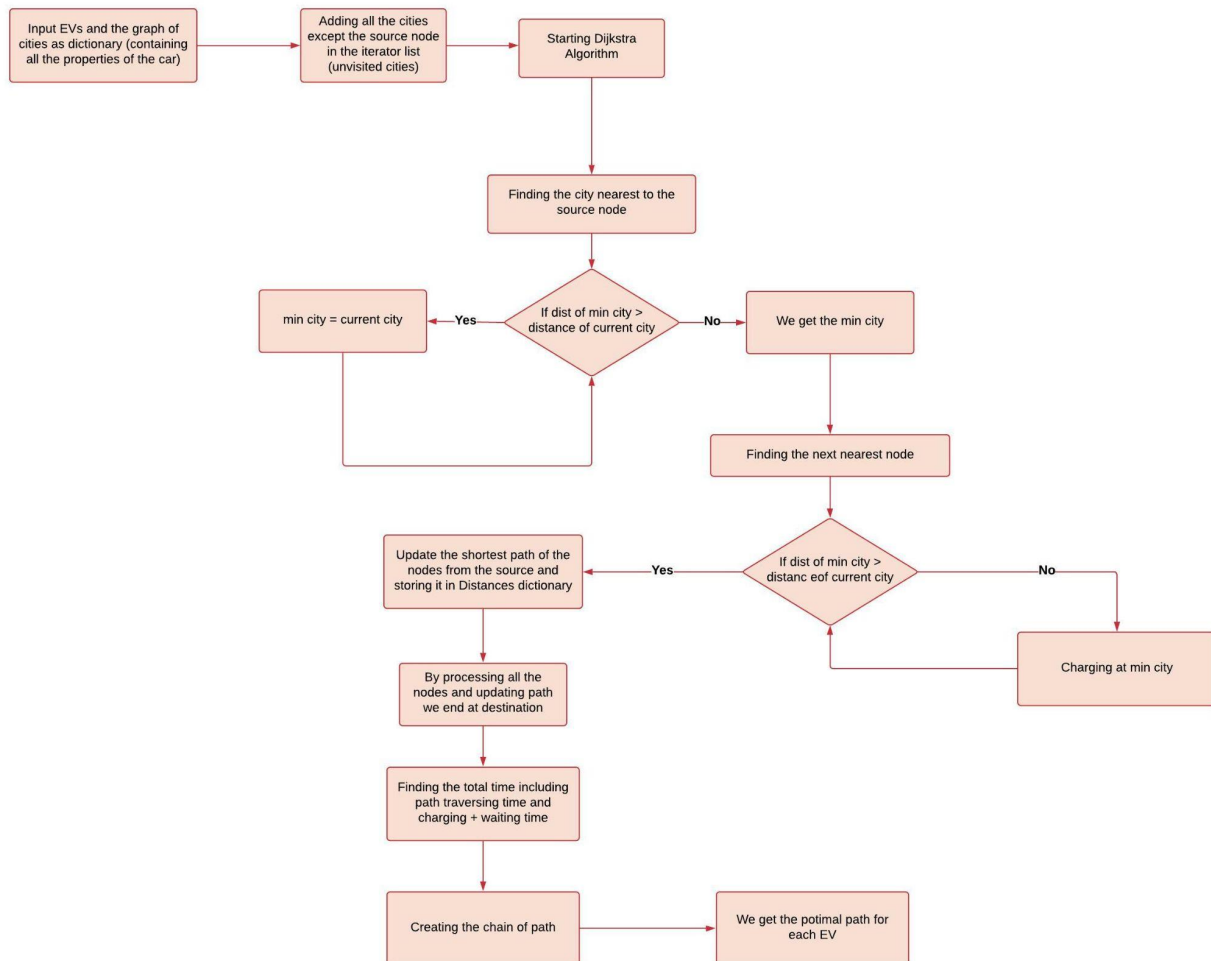 Input EVs and the graph of
cities as dictionary (containing
all the properties of the car)
Adding all the cities
except the source node
in the iterator list
(unvisited cities)
Starting Dijkstra
Algorithm
Finding the city nearest to the
source node
If dist of min city >
distance of current city
Yes
min city = current city
No
We get the min city
Finding the next nearest node
If dist of min city >
distanc eof current city
Yes
No
Update the shortest path of the
nodes from the source and
storing it in Distances dictionary
Charging at min city
By processing all the
nodes and updating path
we end at destination
Finding the total time including
path traversing time and
charging + waiting time
Creating the chain of path
We get the potimal path for
each EV